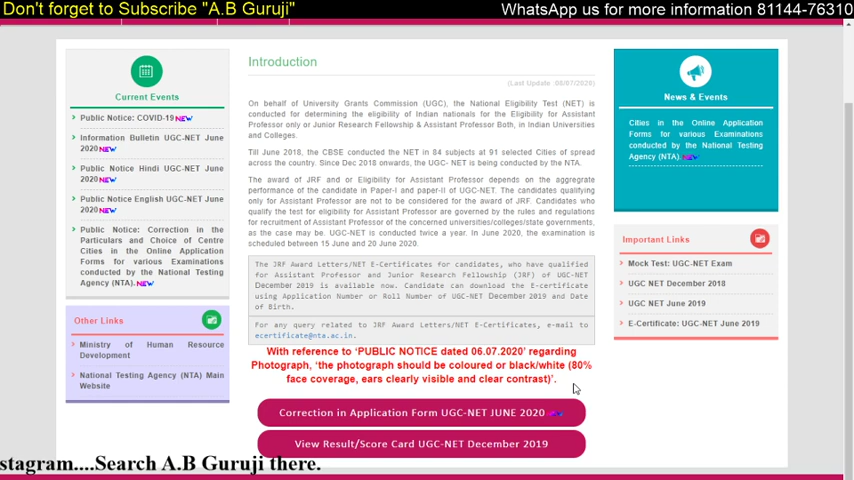 Don't forget to Subscribe "A.B Guruji"
WhatsApp us for more information 81144-76310
Current Events
Public Notice: COVID-19 NEW
Information Bulletin UGC-NET June
2020 NEW
Public Notice Hindi UGC-NET June
2020 NEW
Public Notice English UGC-NET June
2020 NEW
Public Notice: Correction in the
Particulars and Choice of Centre
Cities in the Online Application
Forms for various Examinations
conducted by the National Testing
Agency (NTA). NEW
Other Links
Ministry of Human Resource
Development
National Testing Agency (NTA) Main
Website
Introduction
(Last Update :06/07/2020)
On behalf of University Grants Commission (UGC), the National Eligibility Test (NET) is
conducted for determining the eligibility of Indian nationals for the Eligibility for Assistant
Professor only or Junior Research Fellowship & Assistant Professor Both, in Indian Universities
and Colleges.
Till June 2018, the CBSE conducted the NET in 84 subjects at 91 selected Cities of spread
across the country. Since Dec 2018 onwards, the UGC- NET is being conducted by the NTA.
The award of JRF and or Eligibility for Assistant Professor depends on the aggregrate
performance of the candidate in Paper-I and paper-II of UGC-NET. The candidates qualifying
only for Assistant Professor are not to be considered for the award of JRF. Candidates who
qualify the test for eligibility for Assistant Professor are governed by the rules and regulations
for recruitment of Assistant Professor of the concerned universities/colleges/state governments,
as the case may be. UGC-NET is conducted twice a year. In June 2020, the examination is
scheduled between 15 June and 20 June 2020.
The JRF Award Letters/NET E-Certificates for candidates, who have qualified
for Assistant Professor and Junior Research Fellowship (JRF) of UGC-NET
December 2019 is available now. Candidate can download the E-certificate
using Application Number or Roll Number of UGC-NET December 2019 and Date
of Birth.
For any query related to JRF Award Letters/NET E-Certificates, e-mail to
ecertificate@nta.ac.in.
With reference to 'PUBLIC NOTICE dated 06.07.2020' regarding
Photograph, 'the photograph should be coloured or black/white (80%
face coverage, ears clearly visible and clear contrast)'.
Correction in Application Form UGC-NET JUNE 2020 NEW
View Result/Score Card UGC-NET December 2019
News & Events
Cities in the Online Application
Forms for various Examinations
conducted by the National Testing
Agency (NTA) NEW
Important Links
Mock Test: UGC-NET Exam
UGC NET December 2018
UGC NET June 2019
E-Certificate: UGC-NET June 2019
stagram....Search A.B Guruji there.